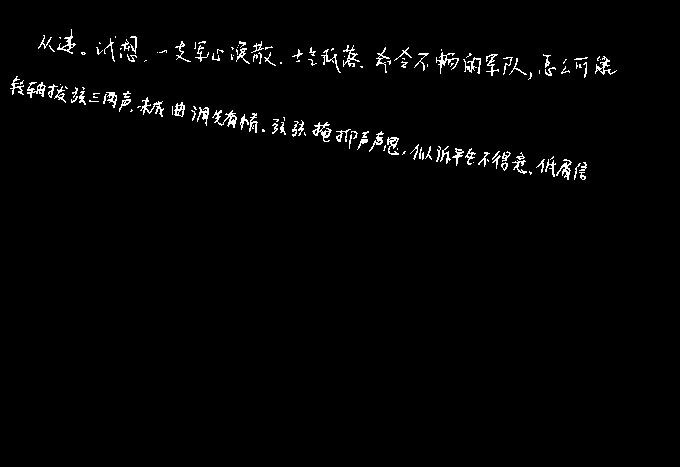 从速。试想,一支军心涣散、士气低落、命令不畅的军队,怎么可能
转轴拨弦三两声,未成曲调先有情。弦弦掩抑声声思,似诉平生不得意。低眉信